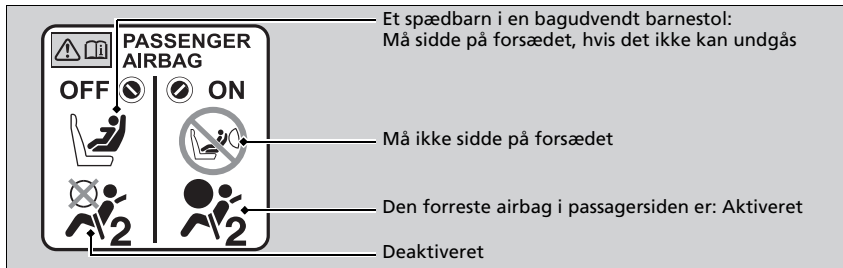 PASSENGER
AIRBAG
OFF ON
2 2
Et spædbarn i en bagudvendt barnestol:
Må sidde på forsædet, hvis det ikke kan undgås
Må ikke sidde på forsædet
Den forreste airbag i passagersiden er: Aktiveret
Deaktiveret